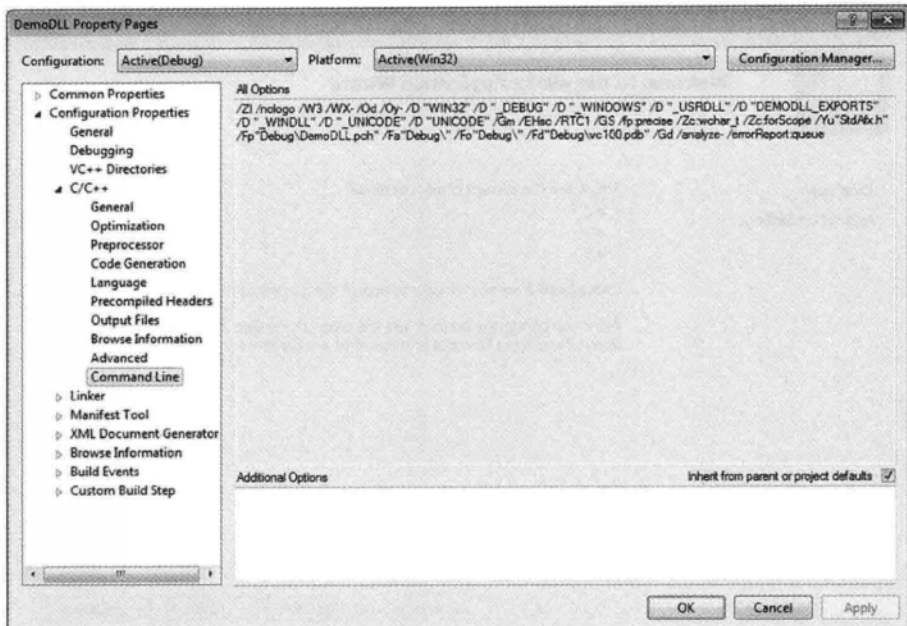 DemoDLL Property Pages
Configuration: Active(Debug) Platform: Active(Win32) Configuration Manager...
Common Properties
Configuration Properties
General
Debugging
VC++ Directories
C/C++
General
Optimization
Preprocessor
Code Generation
Language
Precompiled Headers
Output Files
Browse Information
Advanced
Command Line
Linker
Manifest Tool
XML Document Generator
Browse Information
Build Events
Custom Build Step
All Options
/ZI /nologo /W3 /WX- /Od /Oy- /D "WIN32" /D "_DEBUG" /D "_WINDOWS" /D "_USRDLL" /D "DEMODLL_EXPORTS"
/D "_WINDLL" /D "_UNICODE" /D "UNICODE" /Gm /EHsc /RTC1 /GS /fp:precise /Zc:wchar_t /Zc:forScope /Yu"StdAfx.h"
/Fp"Debug\DemoDLL.pch" /Fa"Debug\" /Fo"Debug\" /Fd"Debug\vc100.pdb" /Gd /analyze- /errorReport:queue
Additional Options Inherit from parent or project defaults
OK Cancel Apply